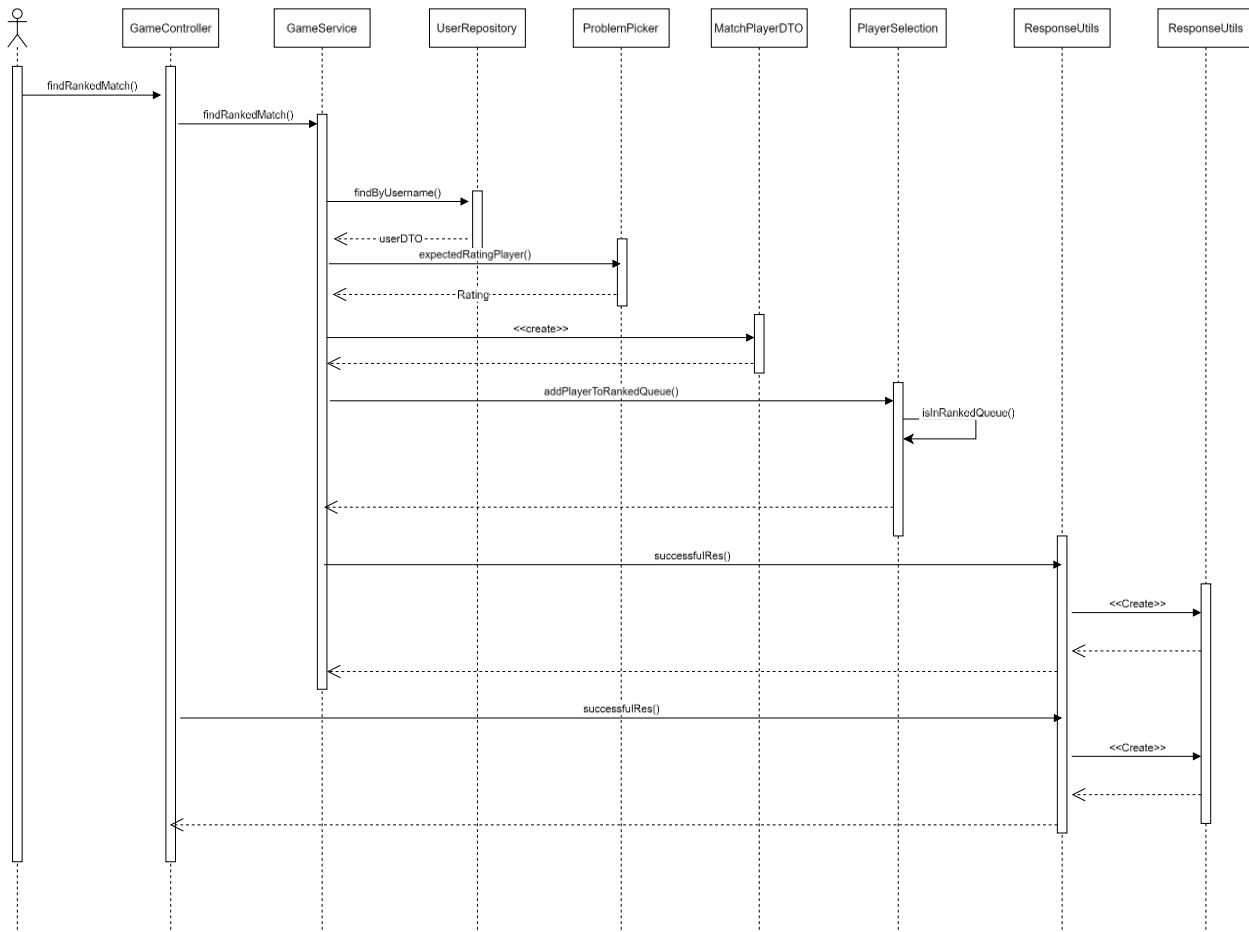 GameController
GameService
UserRepository
ProblemPicker
MatchPlayerDTO
PlayerSelection
ResponseUtils
ResponseUtils
findRankedMatch()
findRankedMatch()
findByUsername()
userDTO
expectedRatingPlayer()
Rating
<<create>>
addPlayerToRankedQueue()
isInRankedQueue()
successfulRes()
<<Create>>
successfulRes()
<<Create>>